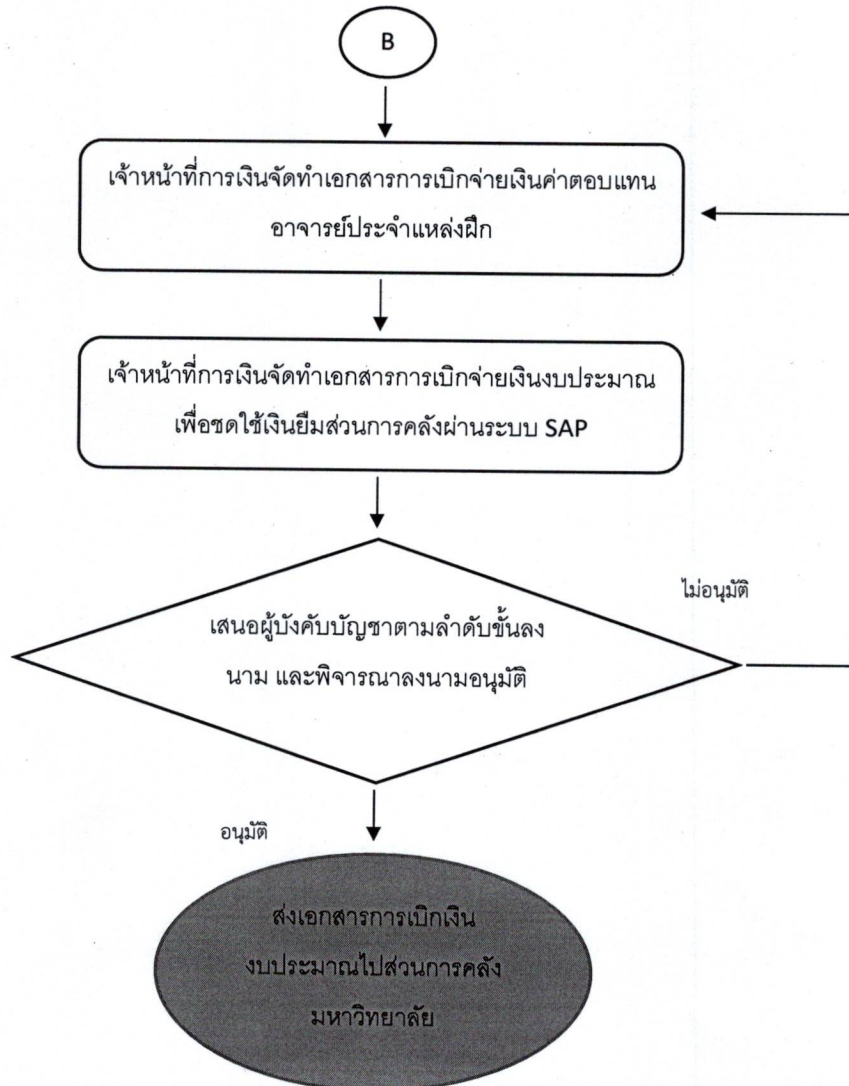 B
เจ้าหน้าที่การเงินจัดทำเอกสารการเบิกจ่ายเงินค่าตอบแทน
อาจารย์ประจำแหล่งฝึก
เจ้าหน้าที่การเงินจัดทำเอกสารการเบิกจ่ายเงินงบประมาณ
เพื่อชดใช้เงินยืมส่วนการคลังผ่านระบบ SAP
ไม่อนุมัติ
เสนอผู้บังคับบัญชาตามลำดับขั้นลง
นาม และพิจารณาลงนามอนุมัติ
อนุมัติ
ส่งเอกสารการเบิกเงิน
งบประมาณไปส่วนการคลัง
มหาวิทยาลัย